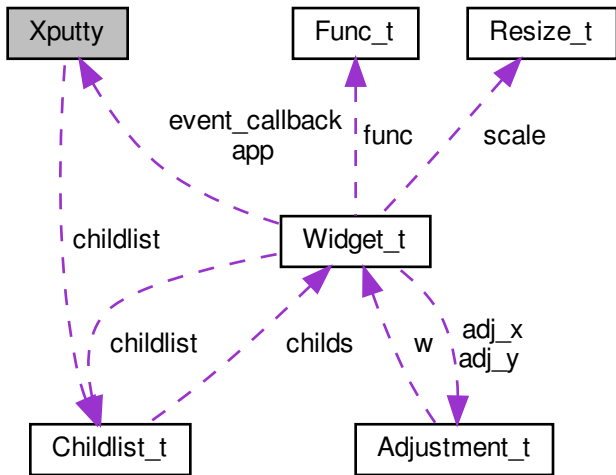 Xputty
Func_t
Resize_t
event_callback
app
func
scale
childlist
Widget_t
childlist
childs
w
adj_x
adj_y
Childlist_t
Adjustment_t